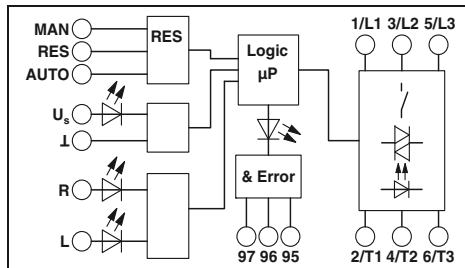 MAN
RES
AUTO
RES
Us
⊥
R
L
Logic
µP
& Error
97 96 95
1/L1 3/L2 5/L3
2/T1 4/T2 6/T3